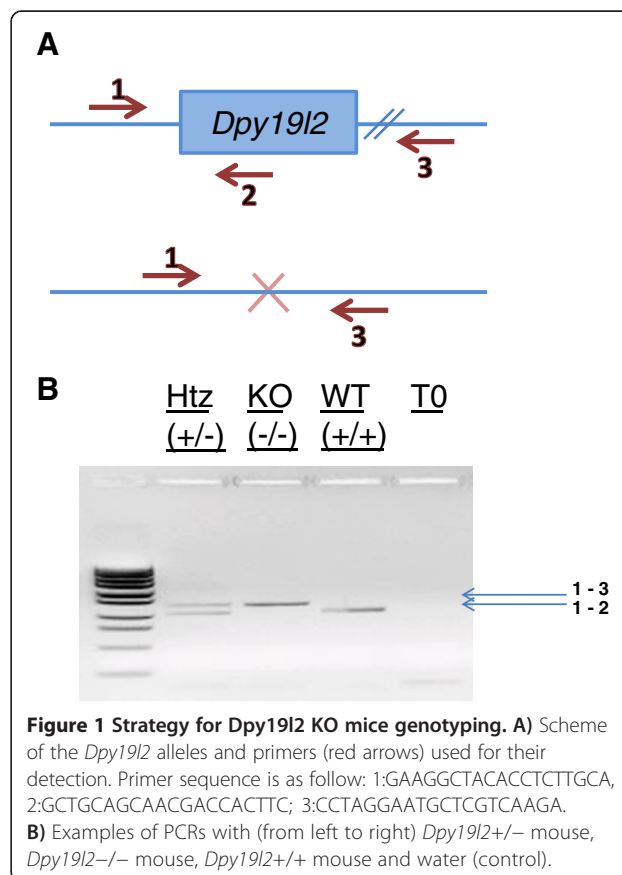 A
1
Dpy19l2
2
3
1
3
B
Htz KO WT T0
(+/-) (-/-) (+/+)
1 - 3
1 - 2
Figure 1 Strategy for Dpy19l2 KO mice genotyping. A) Scheme
of the Dpy19l2 alleles and primers (red arrows) used for their
detection. Primer sequence is as follow: 1:GAAGGCTACACCTCTTGCA,
2:GCTGCAGCAACGACCACTTC; 3:CCTAGGAATGCTCGTCAAGA.
B) Examples of PCRs with (from left to right) Dpy19l2+/− mouse,
Dpy19l2−/− mouse, Dpy19l2+/+ mouse and water (control).